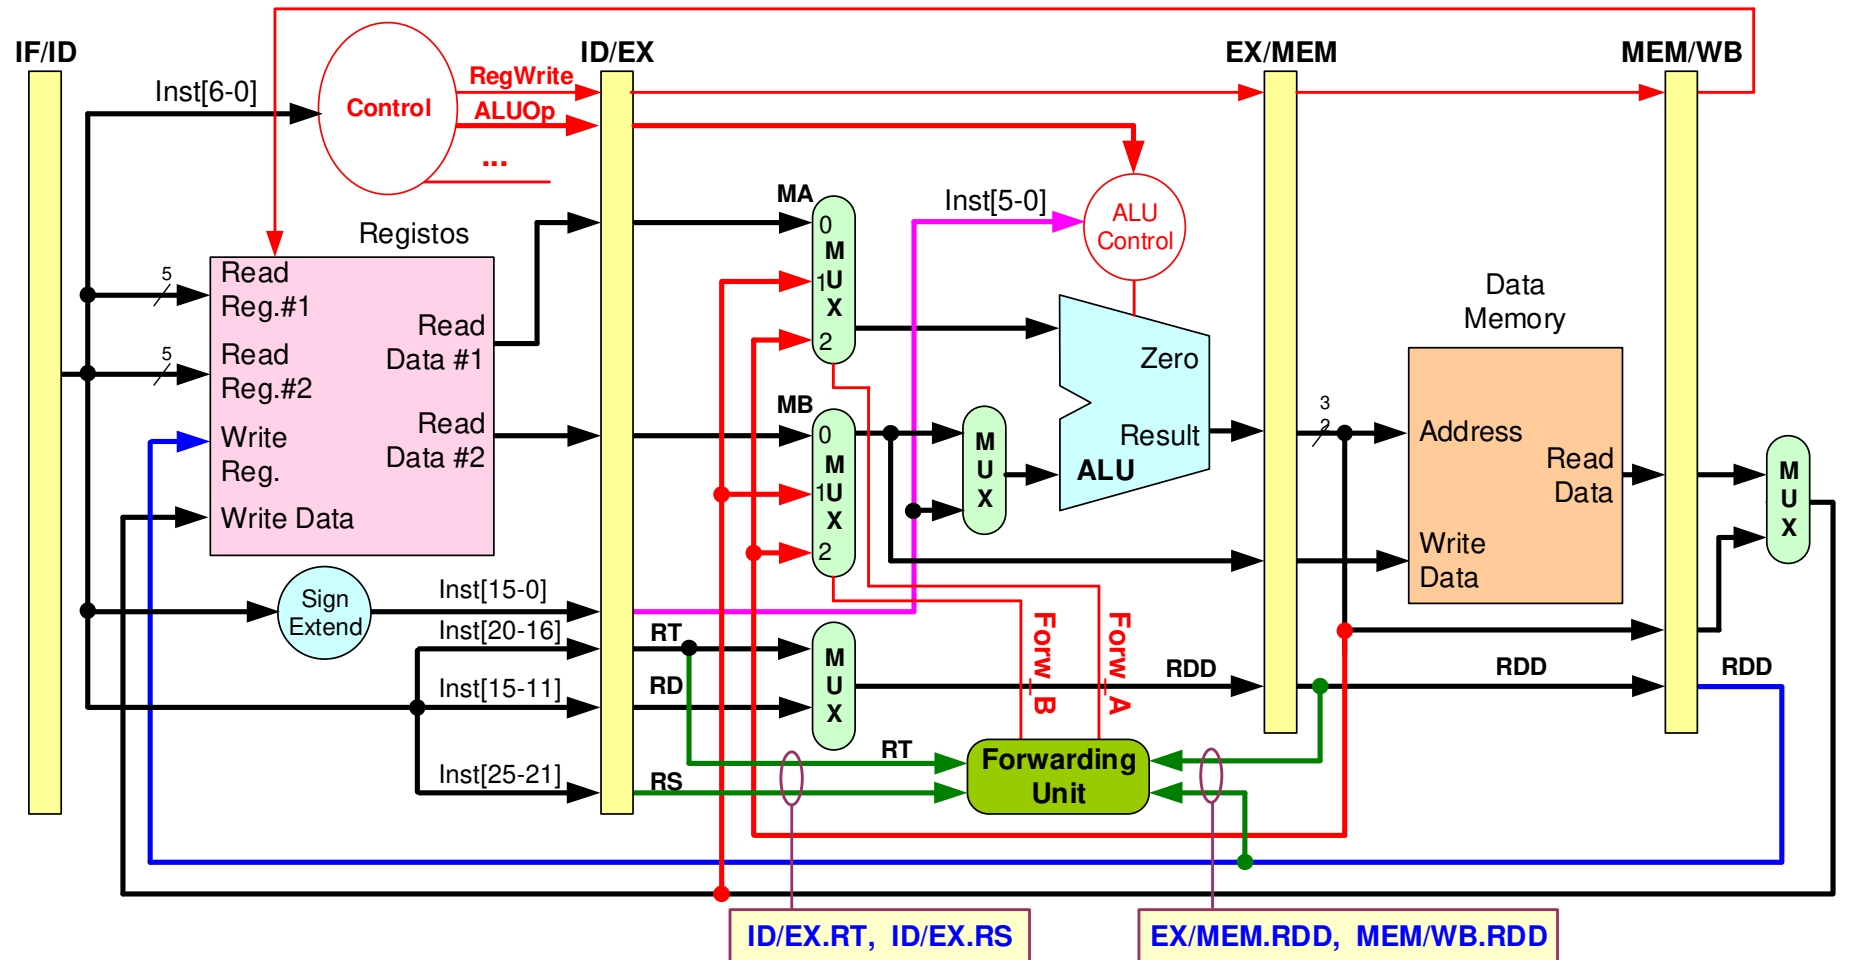 IF/ID
ID/EX
EX/MEM
MEM/WB
Inst[6-0]
Control
RegWrite
ALUOp
...
Registos
Read
Reg.#1
Read
Reg.#2
Write
Reg.
Write Data
Read
Data #1
Read
Data #2
5
5
Sign
Extend
Inst[15-0]
Inst[20-16]
Inst[15-11]
Inst[25-21]
RT
RD
RS
MA
0
M
1U
X
2
MB
0
M
1U
X
2
M
U
X
M
U
X
Inst[5-0]
ALU
Control
Zero
Result
ALU
Forw_B
Forw_A
RDD
RT
Forwarding
Unit
3
2
Data
Memory
Address
Read
Data
Write
Data
RDD
RDD
M
U
X
ID/EX.RT, ID/EX.RS
EX/MEM.RDD, MEM/WB.RDD